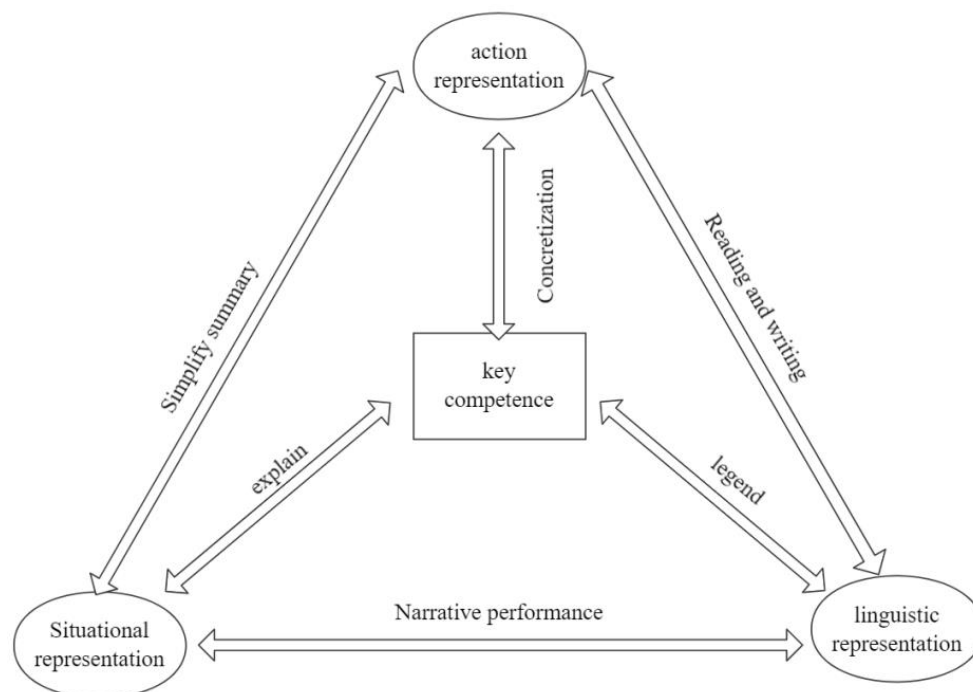 action
representation
Concretization
Reading and writing
Simplify summary
key
competence
explain
legend
Narrative performance
Situational
representation
linguistic
representation